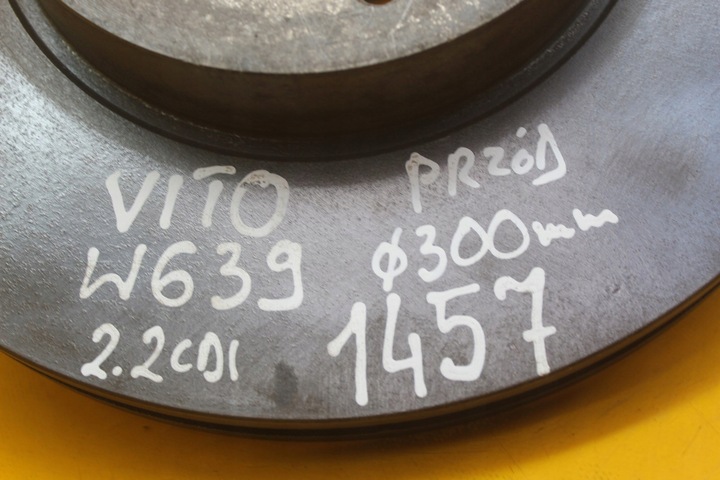 VITO
W639
2.2CDI
PRZÓD
φ300mm
1457